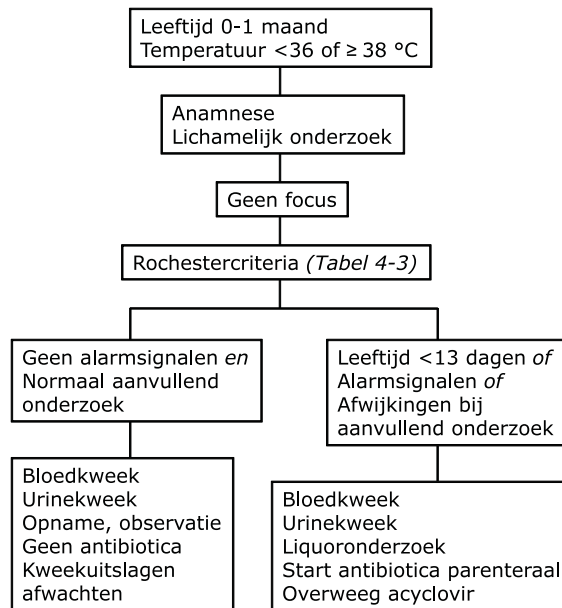 Leeftijd 0-1 maand
Temperatuur <36 of ≥ 38 °C
Anamnese
Lichamelijk onderzoek
Geen focus
Rochestercriteria (Tabel 4-3)
Geen alarmsignalen en
Normaal aanvullend
onderzoek
Leeftijd <13 dagen of
Alarmsignalen of
Afwijkingen bij
aanvullend onderzoek
Bloedkweek
Urinekweek
Opname, observatie
Geen antibiotica
Kweekuitslagen
afwachten
Bloedkweek
Urinekweek
Liquoronderzoek
Start antibiotica parenteraal
Overweeg acyclovir